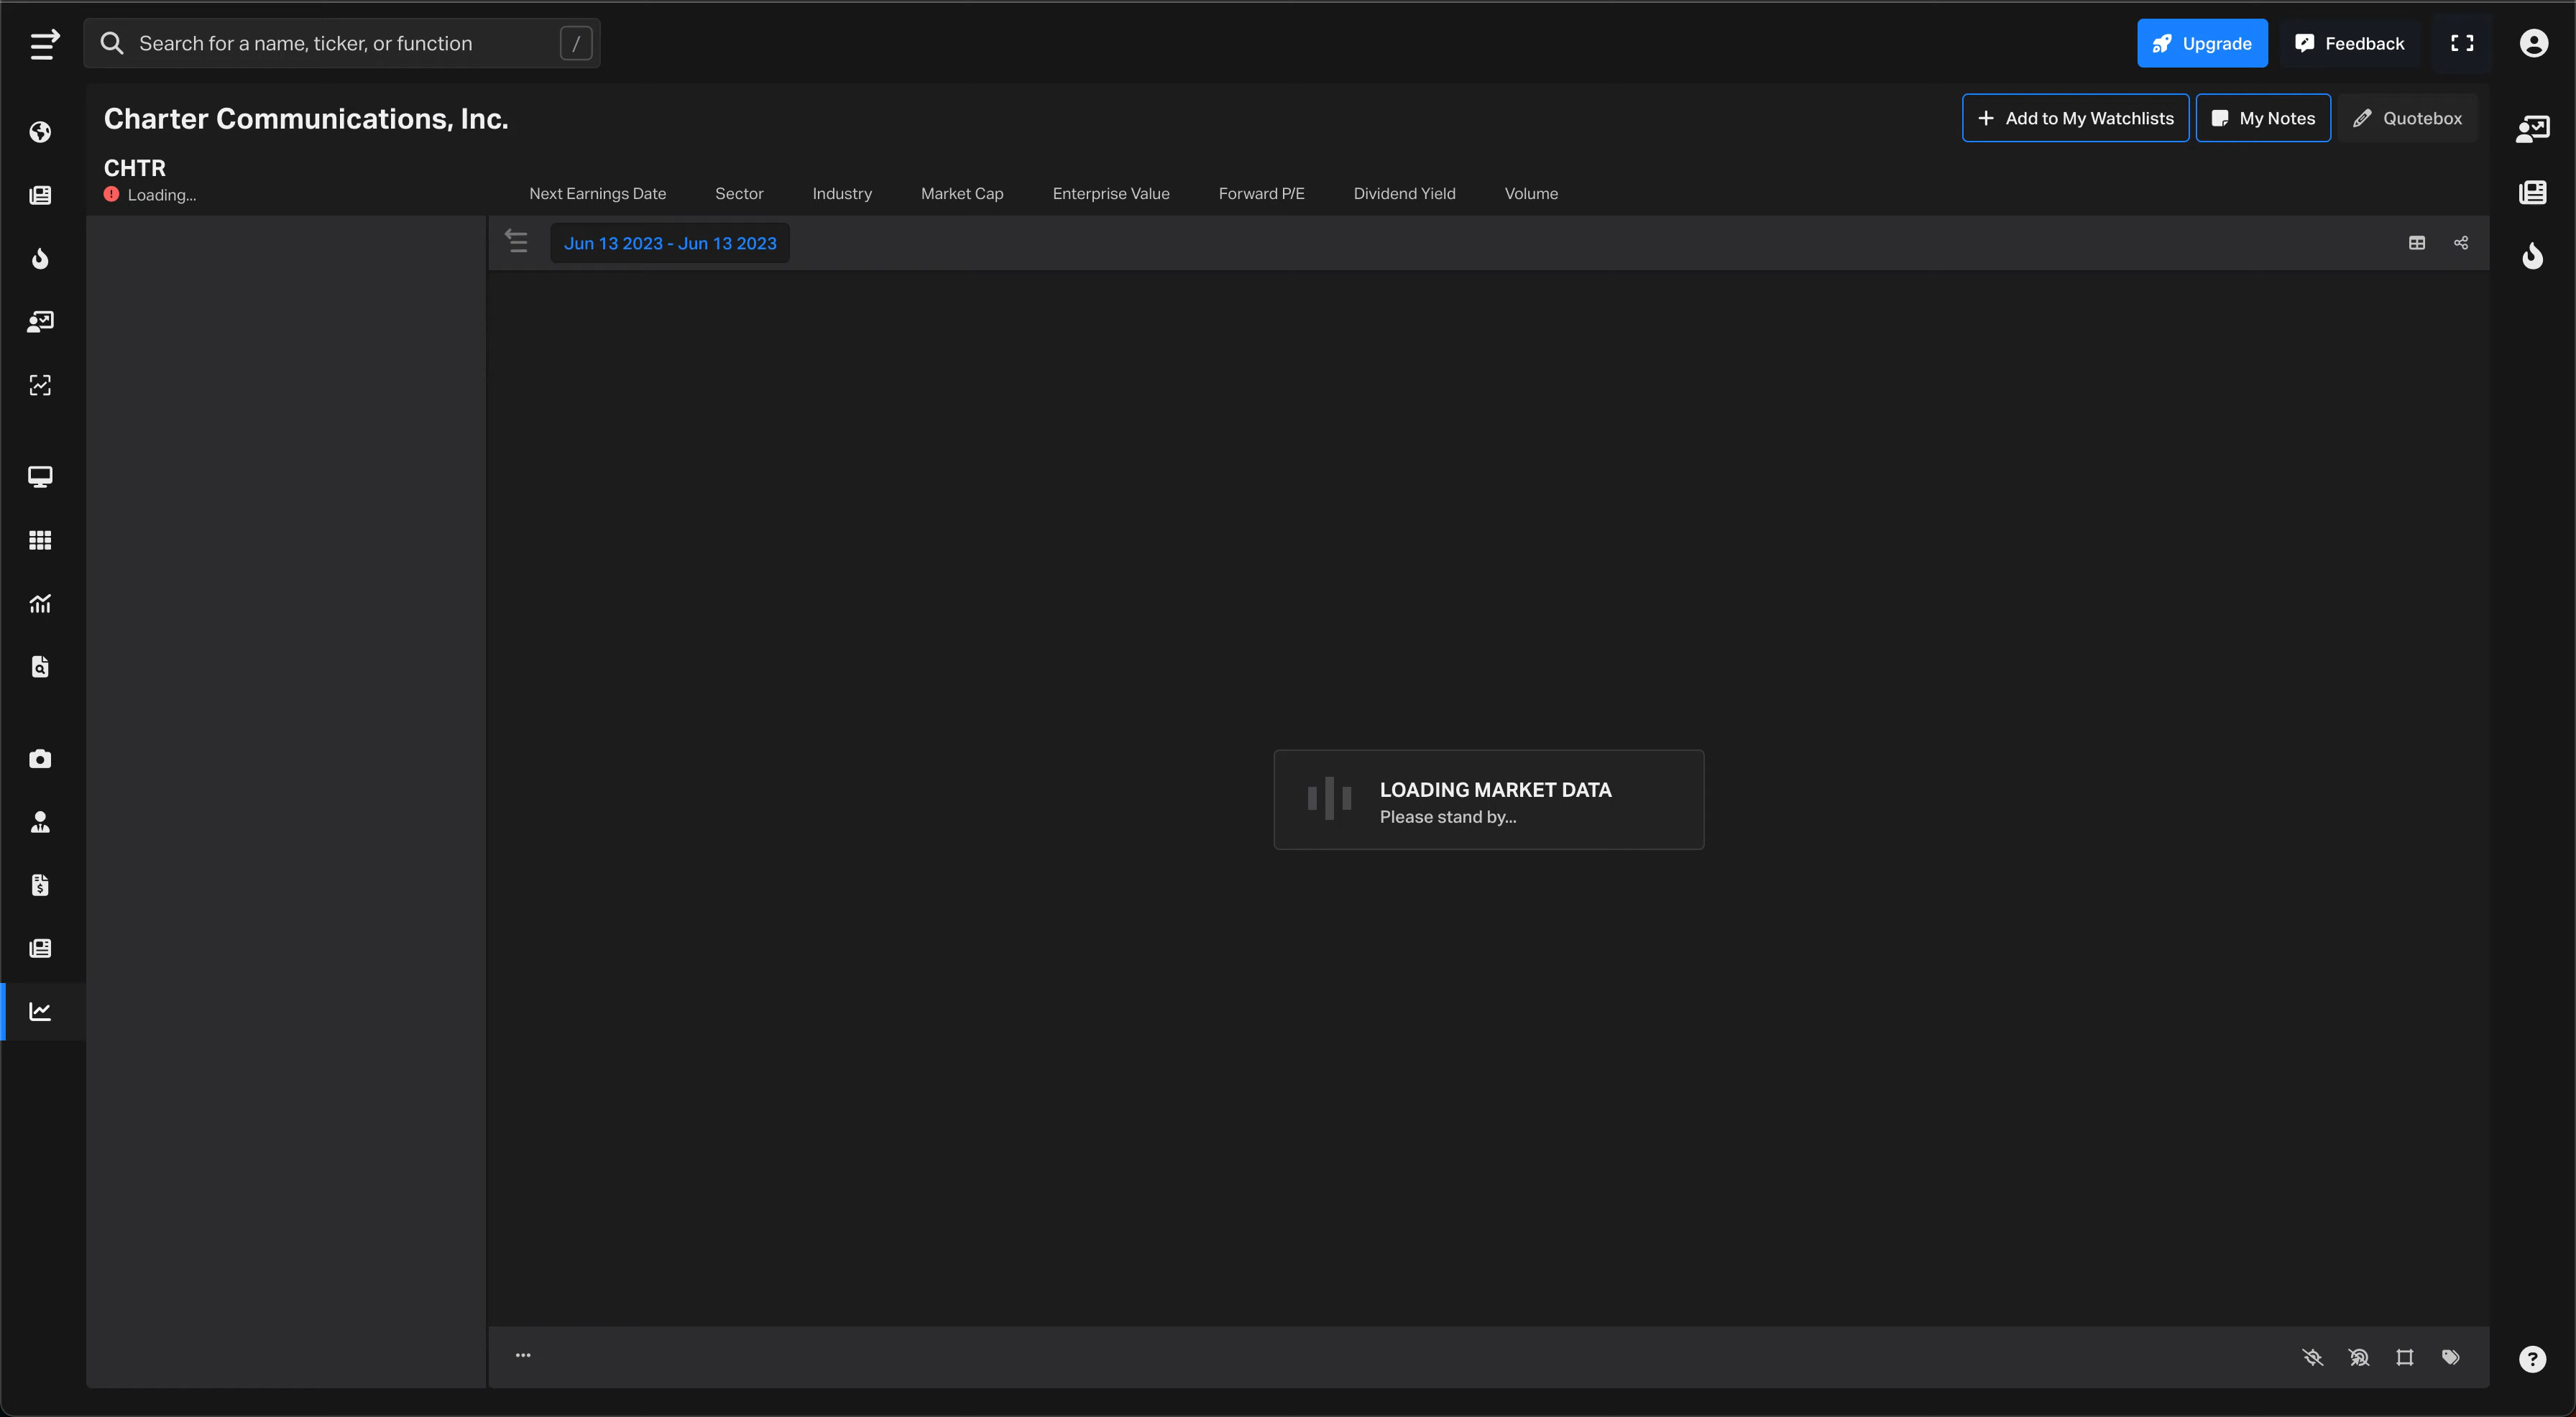 Search for a name, ticker, or function /
Upgrade
Feedback
Charter Communications, Inc.
Add to My Watchlists
My Notes
Quotebox
CHTR
Loading...
Next Earnings Date Sector Industry Market Cap Enterprise Value Forward P/E Dividend Yield Volume
Jun 13 2023 - Jun 13 2023
LOADING MARKET DATA
Please stand by...